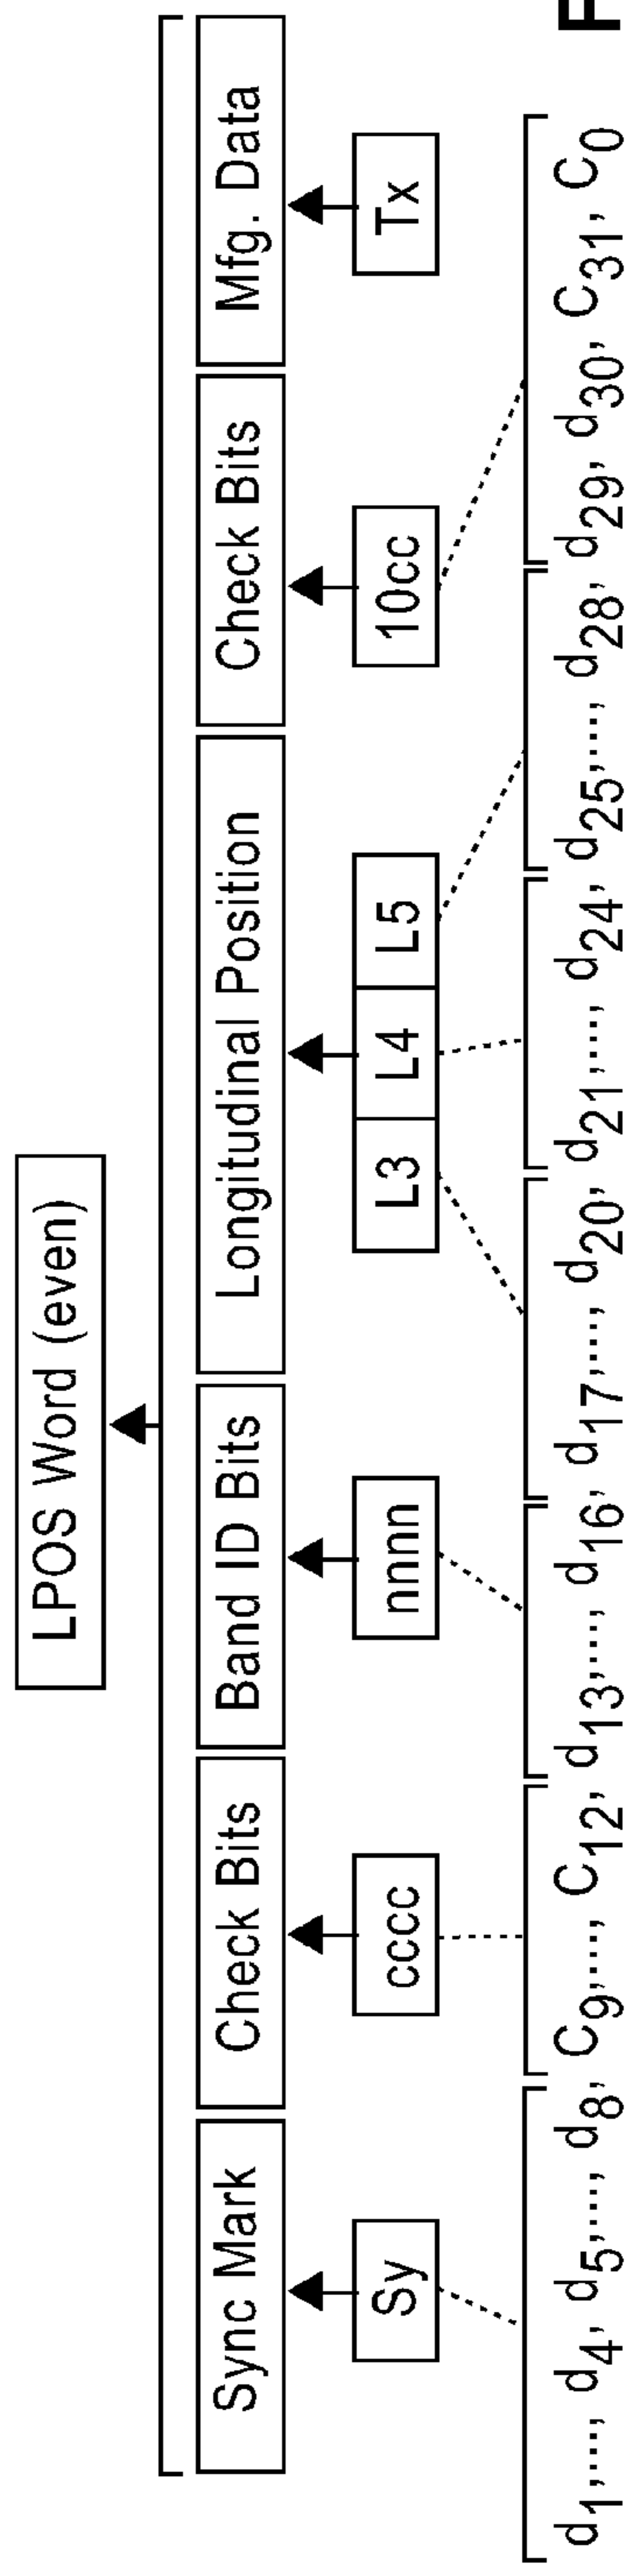 LPOS Word (even)
Sync Mark Check Bits Band ID Bits Longitudinal Position Check Bits Mfg. Data
Sy cccc nnnn L3 L4 L5 10cc Tx
d1,..., d4, d5,..., d8, C9,..., C12, d13,..., d16, d17,..., d20, d21,..., d24, d25,..., d28, d29, d30, C31, C0
F